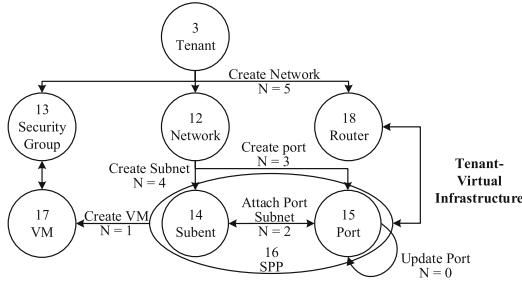 3
Tenant
Create Network
N = 5
13
Security
Group
12
Network
18
Router
Create port
N = 3
Create Subnet
N = 4
Tenant-
Virtual
Infrastructure
17
VM
Create VM
N = 1
14
Subent
Attach Port
Subnet
N = 2
15
Port
16
SPP
Update Port
N = 0